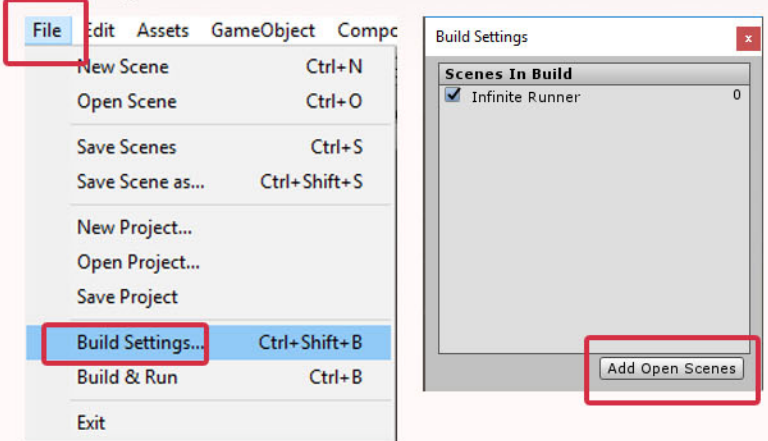 File Edit Assets GameObject Compo
New Scene Ctrl+N
Open Scene Ctrl+O
Save Scenes Ctrl+S
Save Scene as... Ctrl+Shift+S
New Project...
Open Project...
Save Project
Build Settings... Ctrl+Shift+B
Build & Run Ctrl+B
Exit
Build Settings x
Scenes In Build
Infinite Runner 0
Add Open Scenes